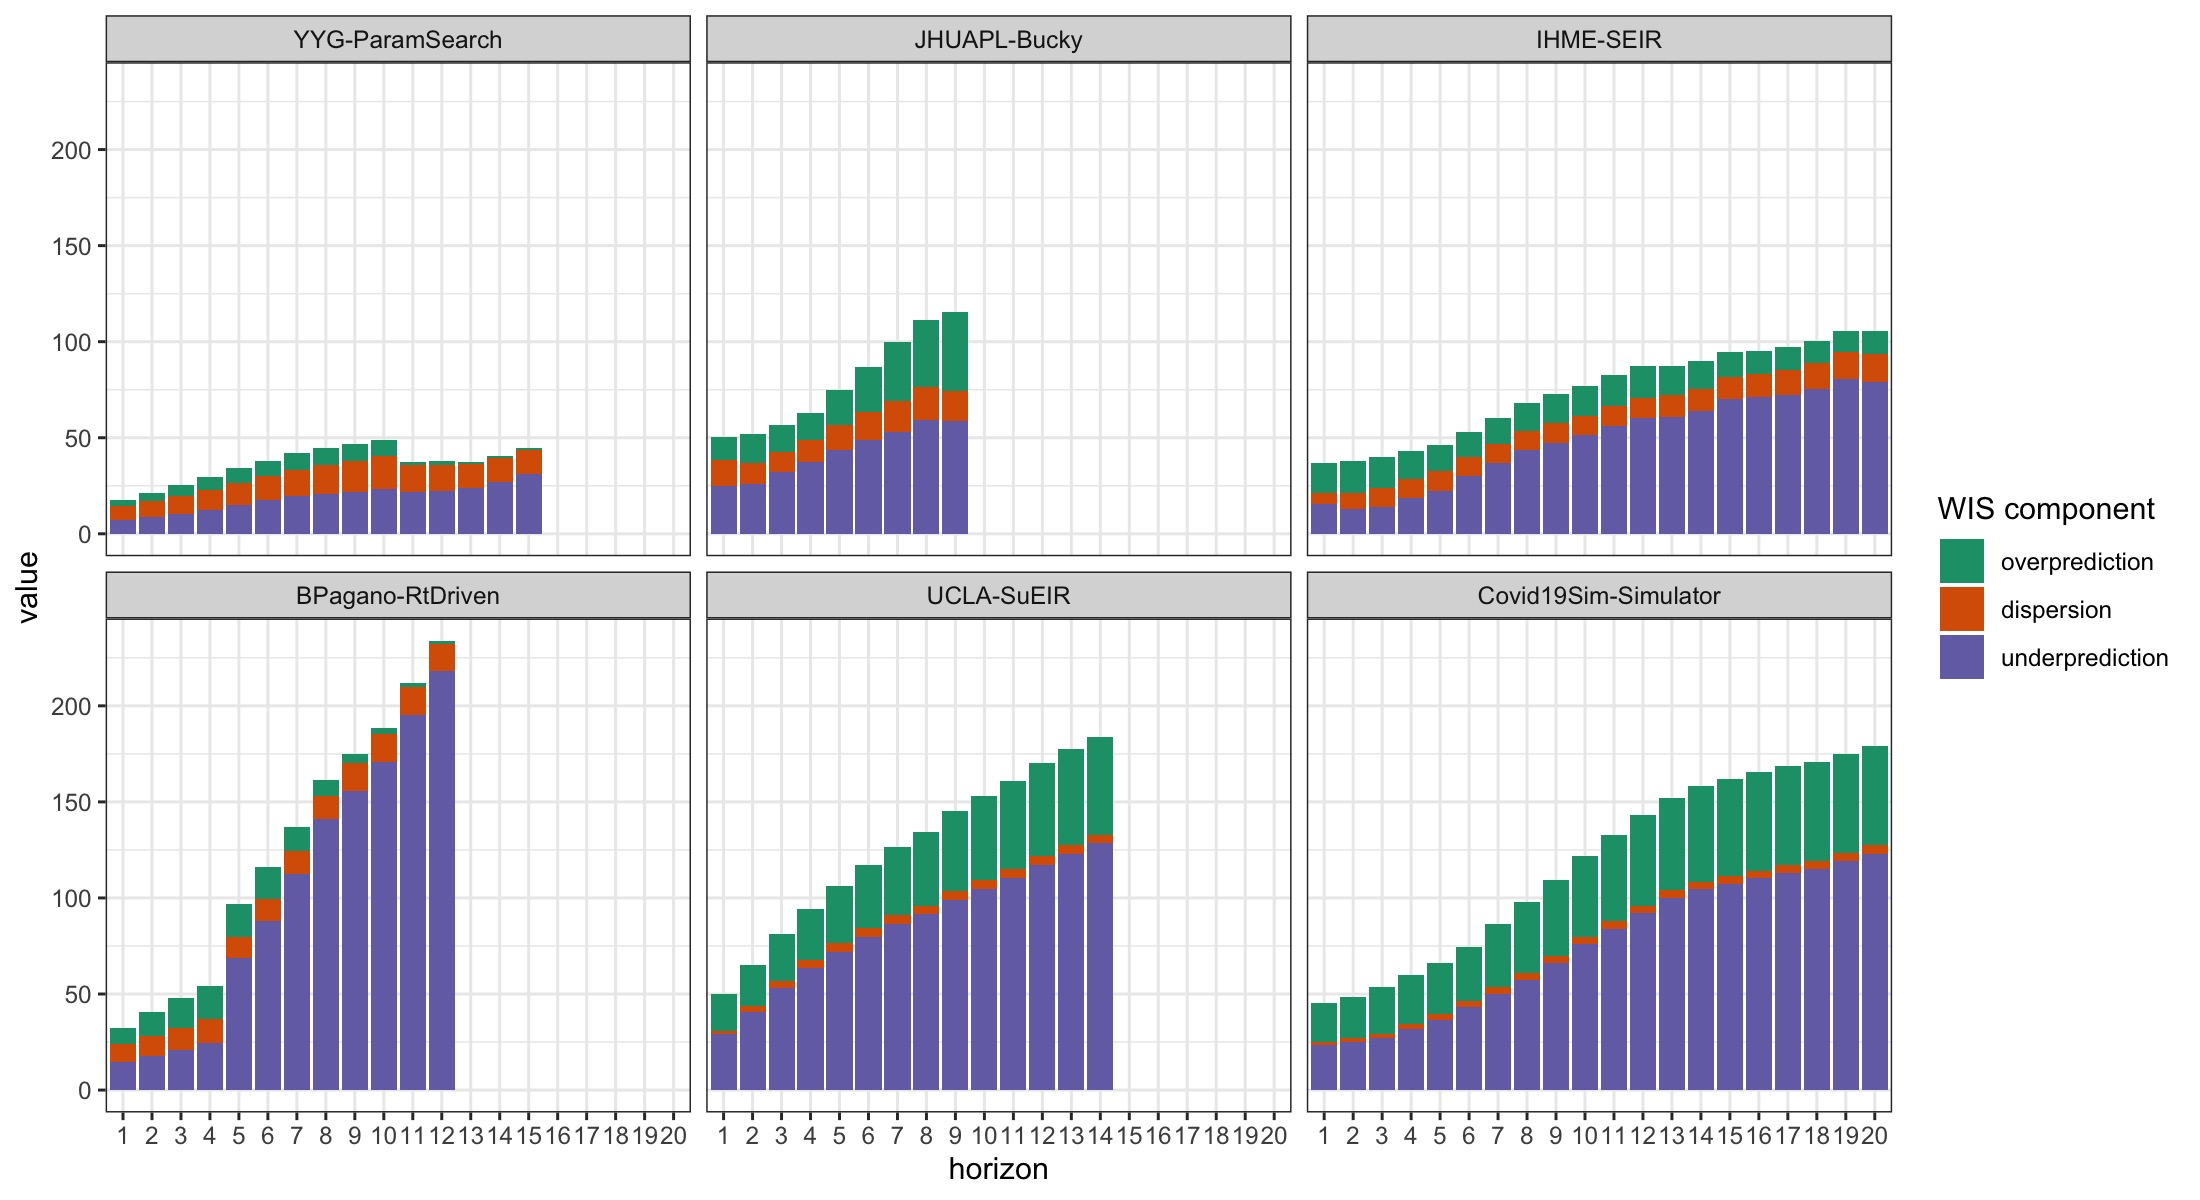 YYG-ParamSearch JHUAPL-Bucky IHME-SEIR
200
150
100
50
0
BPagano-RtDriven UCLA-SuEIR Covid19Sim-Simulator
200
150
100
50
0
1 2 3 4 5 6 7 8 9 10 11 12 13 14 15 16 17 18 19 20 1 2 3 4 5 6 7 8 9 10 11 12 13 14 15 16 17 18 19 20 1 2 3 4 5 6 7 8 9 10 11 12 13 14 15 16 17 18 19 20
horizon
value
WIS component
overprediction
dispersion
underprediction